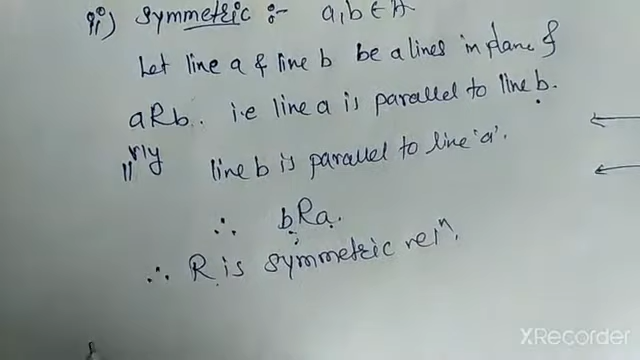 ii) Symmetric :- a, b ∈ A
Let line a & line b be a lines in plane &
aRb. i.e line a is parallel to line b.
||rly line b is parallel to line 'a'.
∴ bRa.
∴ R is symmetric relⁿ.
XRecorder